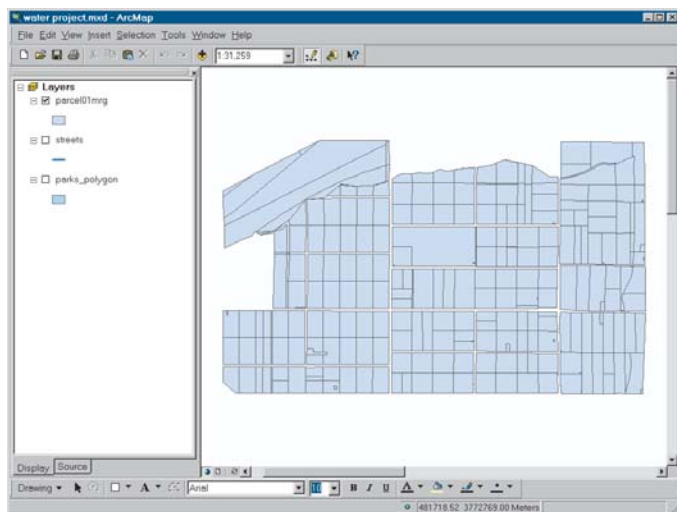 water project.mxd - ArcMap
File Edit View Insert Selection Tools Window Help
1:31,259
Layers
parcel01mrg
streets
parks_polygon
Display Source
Drawing A Arial 10 B I U A
481718.52 3772769.00 Meters